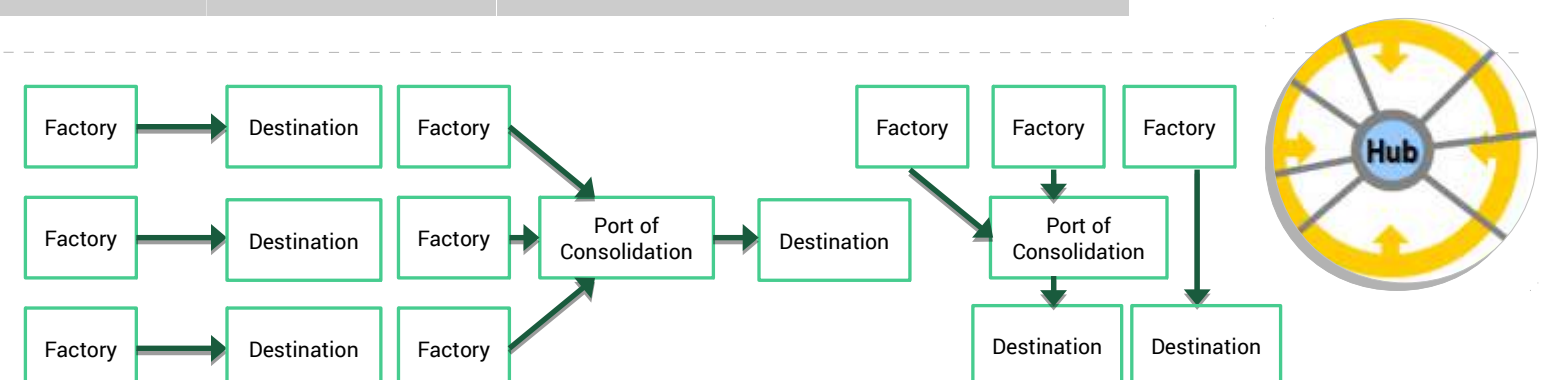 Factory
Destination
Factory
Factory
Factory
Factory
Hub
Factory
Destination
Factory
Port of
Consolidation
Destination
Port of
Consolidation
Factory
Destination
Factory
Destination
Destination